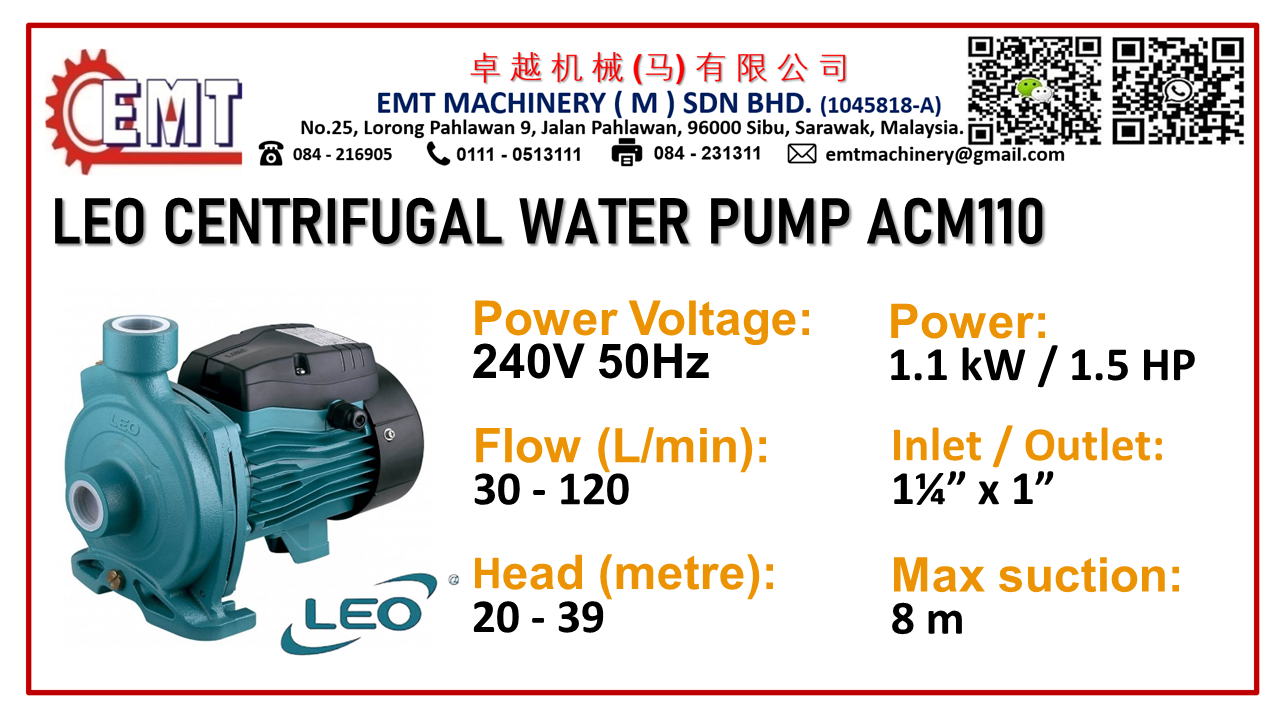 EMT
卓越机械(马)有限公司
EMT MACHINERY ( M ) SDN BHD. (1045818-A)
No.25, Lorong Pahlawan 9, Jalan Pahlawan, 96000 Sibu, Sarawak, Malaysia.
084 - 216905 0111 - 0513111 084 - 231311 emtmachinery@gmail.com
LEO CENTRIFUGAL WATER PUMP ACM110
Power Voltage:
240V 50Hz
Power:
1.1 kW / 1.5 HP
Flow (L/min):
30 - 120
Inlet / Outlet:
1¼” x 1”
Head (metre):
20 - 39
Max suction:
8 m
LEO
LEO